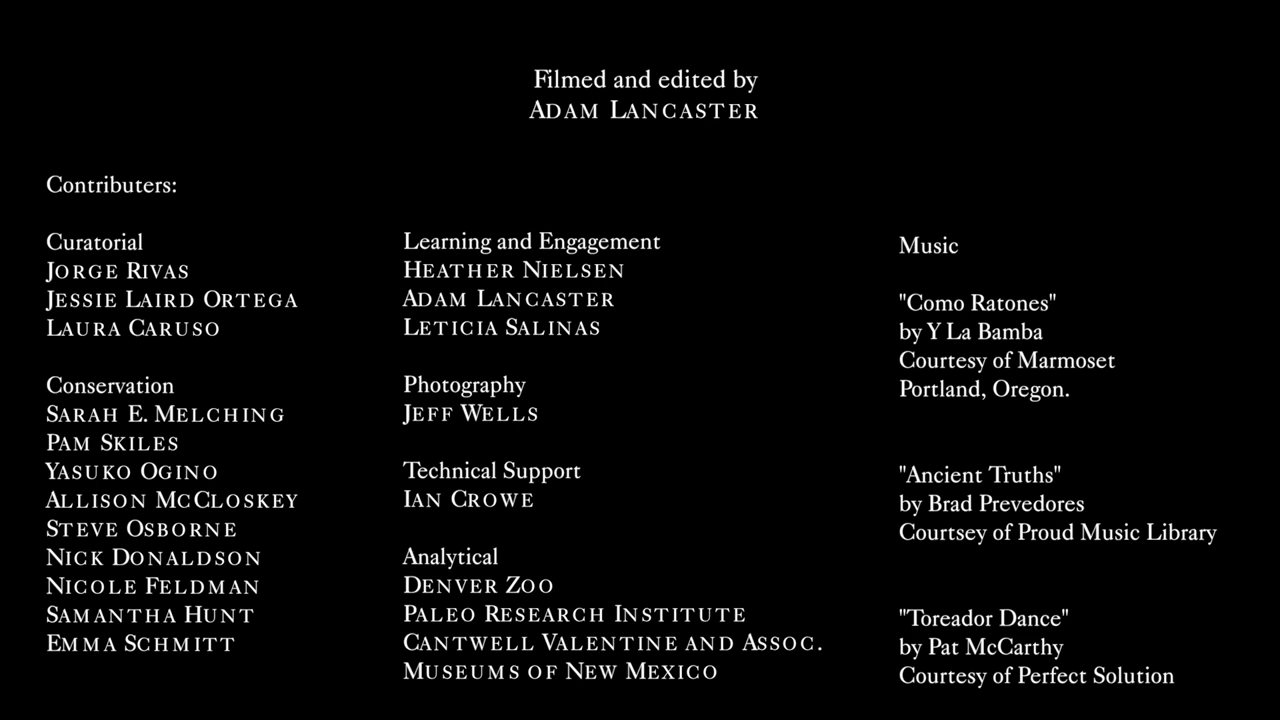 Filmed and edited by
ADAM LANCASTER
Contributers:
Curatorial
JORGE RIVAS
JESSIE LAIRD ORTEGA
LAURA CARUSO
Conservation
SARAH E. MELCHING
PAM SKILES
YASUKO OGINO
ALLISON MCCLOSKEY
STEVE OSBORNE
NICK DONALDSON
NICOLE FELDMAN
SAMANTHA HUNT
EMMA SCHMITT
Learning and Engagement
HEATHER NIELSEN
ADAM LANCASTER
LETICIA SALINAS
Photography
JEFF WELLS
Technical Support
IAN CROWE
Analytical
DENVER ZOO
PALEO RESEARCH INSTITUTE
CANTWELL VALENTINE AND ASSOC.
MUSEUMS OF NEW MEXICO
Music
"Como Ratones"
by Y La Bamba
Courtesy of Marmoset
Portland, Oregon.
"Ancient Truths"
by Brad Prevedores
Courtsey of Proud Music Library
"Toreador Dance"
by Pat McCarthy
Courtesy of Perfect Solution